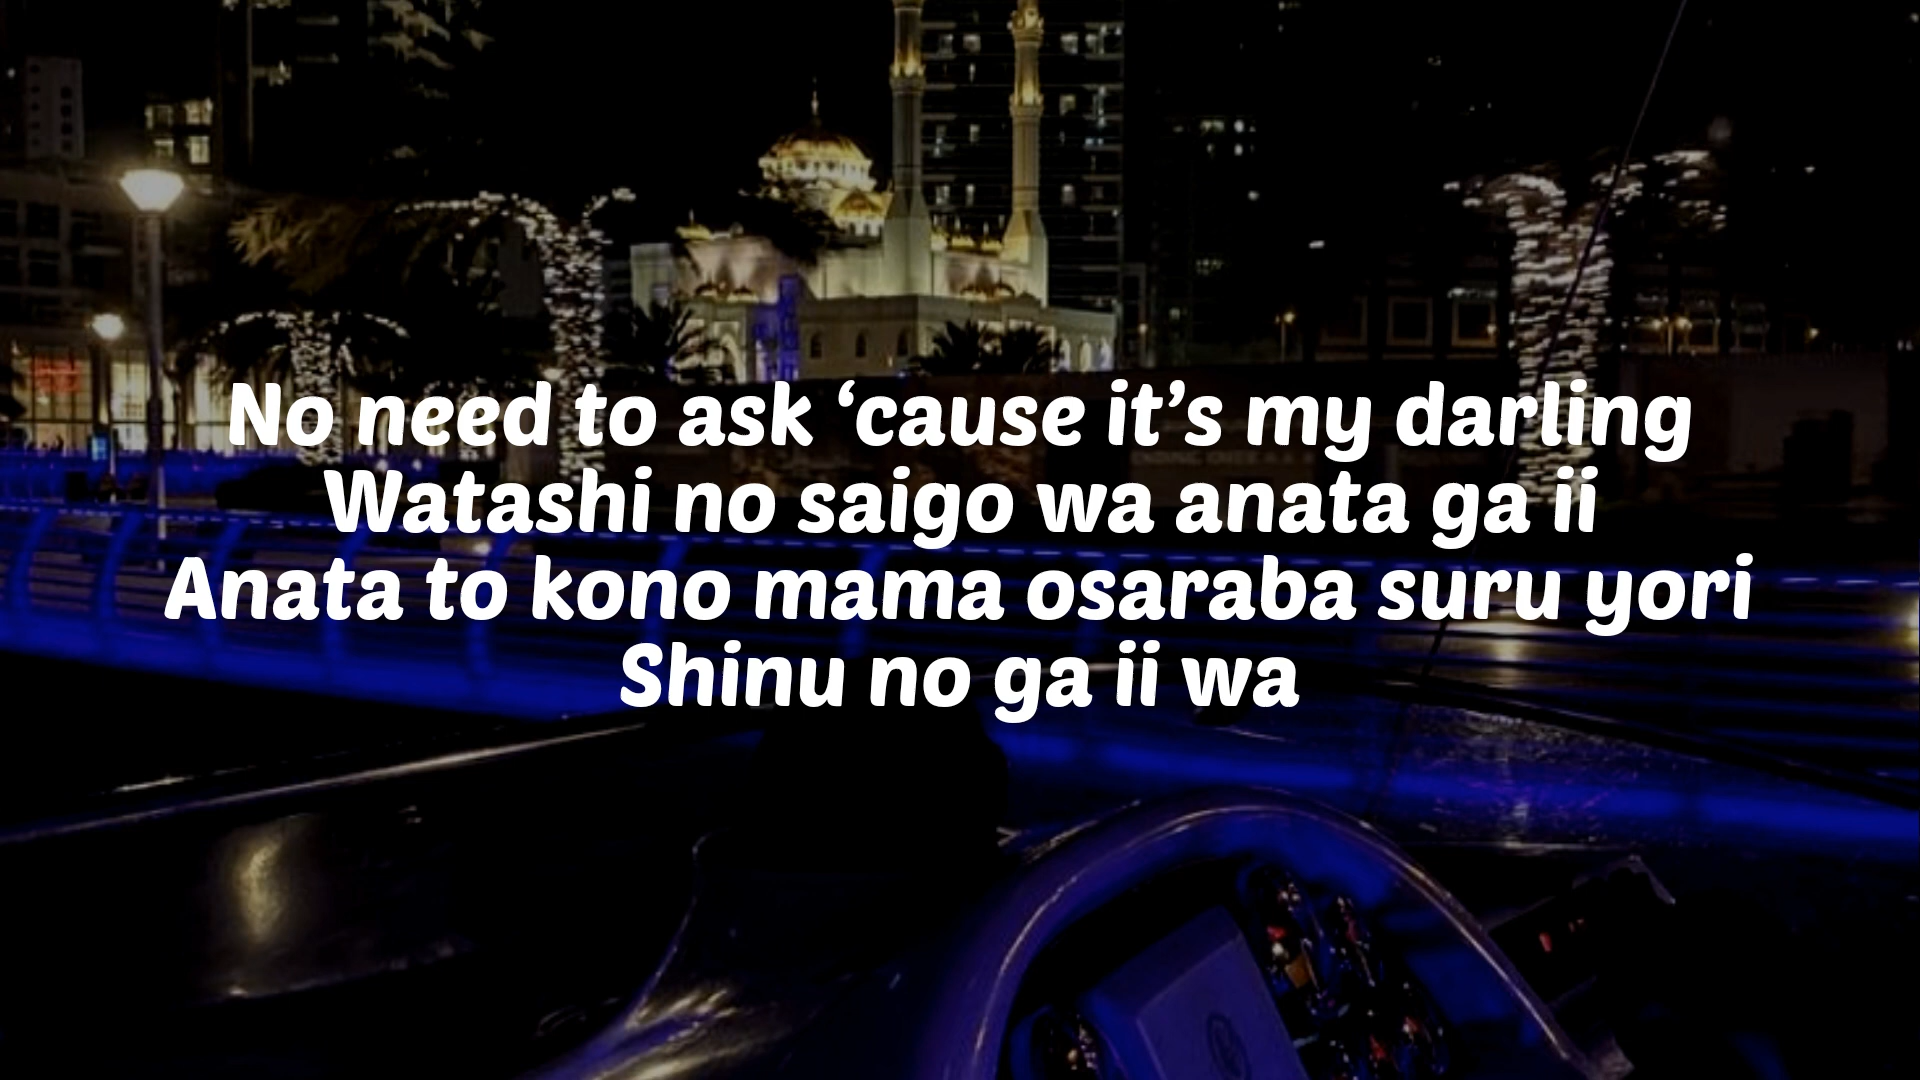 No need to ask ‘cause it’s my darling
Watashi no saigo wa anata ga ii
Anata to kono mama osaraba suru yori
Shinu no ga ii wa